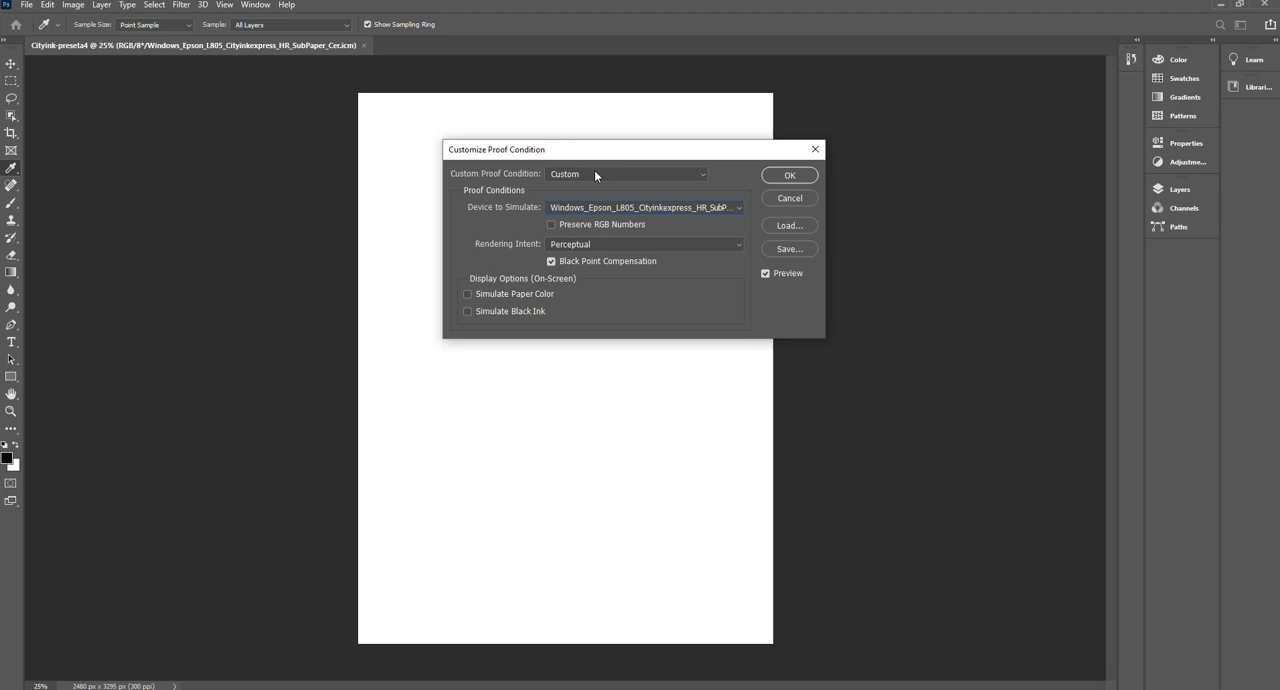 Ps File Edit Image Layer Type Select Filter 3D View Window Help
Sample Size: Point Sample Sample: All Layers Show Sampling Ring
Cityink-preseta4 @ 25% (RGB/8*/Windows_Epson_L805_Cityinkexpress_HR_SubPaper_Cer.icm) ×
Color
Swatches
Gradients
Patterns
Properties
Adjustme...
Layers
Channels
Paths
Learn
Librari...
Customize Proof Condition
Custom Proof Condition: Custom
Proof Conditions
Device to Simulate: Windows_Epson_L805_Cityinkexpress_HR_SubP...
Preserve RGB Numbers
Rendering Intent: Perceptual
Black Point Compensation
Display Options (On-Screen)
Simulate Paper Color
Simulate Black Ink
OK
Cancel
Load...
Save...
Preview
25% 2480 px x 3295 px (300 ppi)